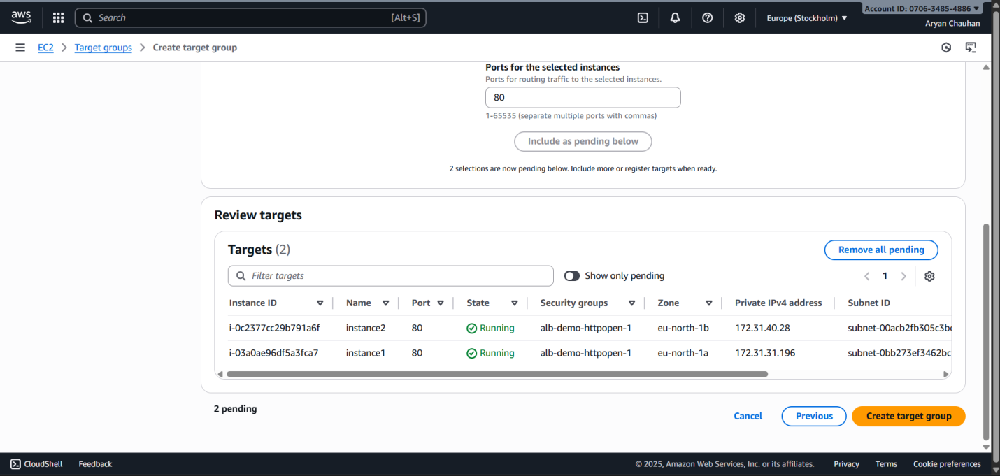 aws
Search [Alt+S]
Europe (Stockholm)
Account ID: 0706-3485-4886
Aryan Chauhan
EC2 Target groups Create target group
Ports for the selected instances
Ports for routing traffic to the selected instances.
80
1-65535 (separate multiple ports with commas)
Include as pending below
2 selections are now pending below. Include more or register targets when ready.
Review targets
Targets (2)
Remove all pending
Filter targets
Show only pending
1
Instance ID Name Port State Security groups Zone Private IPv4 address Subnet ID
i-0c2377cc29b791a6f instance2 80 Running alb-demo-httpopen-1 eu-north-1b 172.31.40.28 subnet-00acb2fb305c3b
i-03a0ae96df5a3fca7 instance1 80 Running alb-demo-httpopen-1 eu-north-1a 172.31.31.196 subnet-0bb273ef3462bc
2 pending
Cancel Previous Create target group
CloudShell Feedback © 2025, Amazon Web Services, Inc. or its affiliates. Privacy Terms Cookie preferences